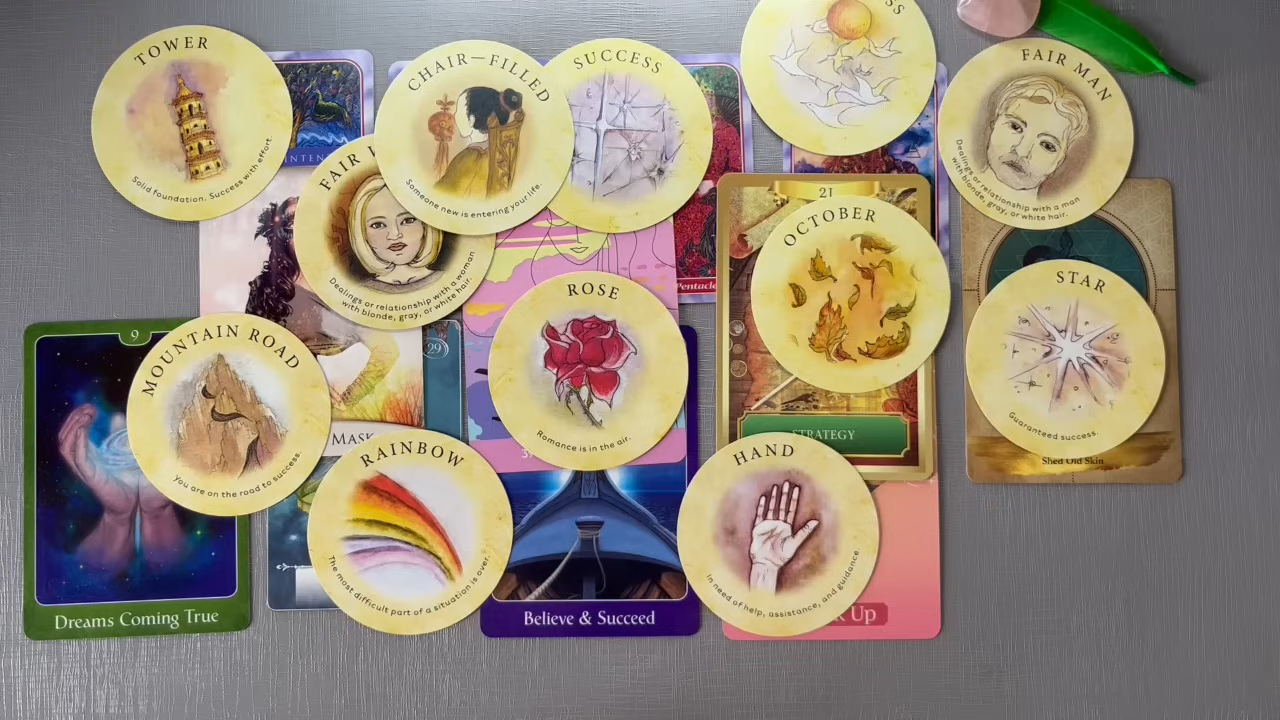 TOWER
Solid foundation. Success with effort.
INTEN
FAIR
Dealings or relationship with a woman
with blonde, gray, or white hair.
CHAIR—FILLED
Someone new is entering your life.
SUCCESS
Pentacle
SS
FAIR MAN
Dealings or relationship with a man
with blonde, gray, or white hair.
21
OCTOBER
STRATEGY
STAR
Guaranteed success.
Shed Old Skin
9
MOUNTAIN ROAD
You are on the road to success.
Dreams Coming True
29
MASK
ROSE
Romance is in the air.
RAINBOW
The most difficult part of a situation is over.
Believe & Succeed
HAND
In need of help, assistance, and guidance.
Up